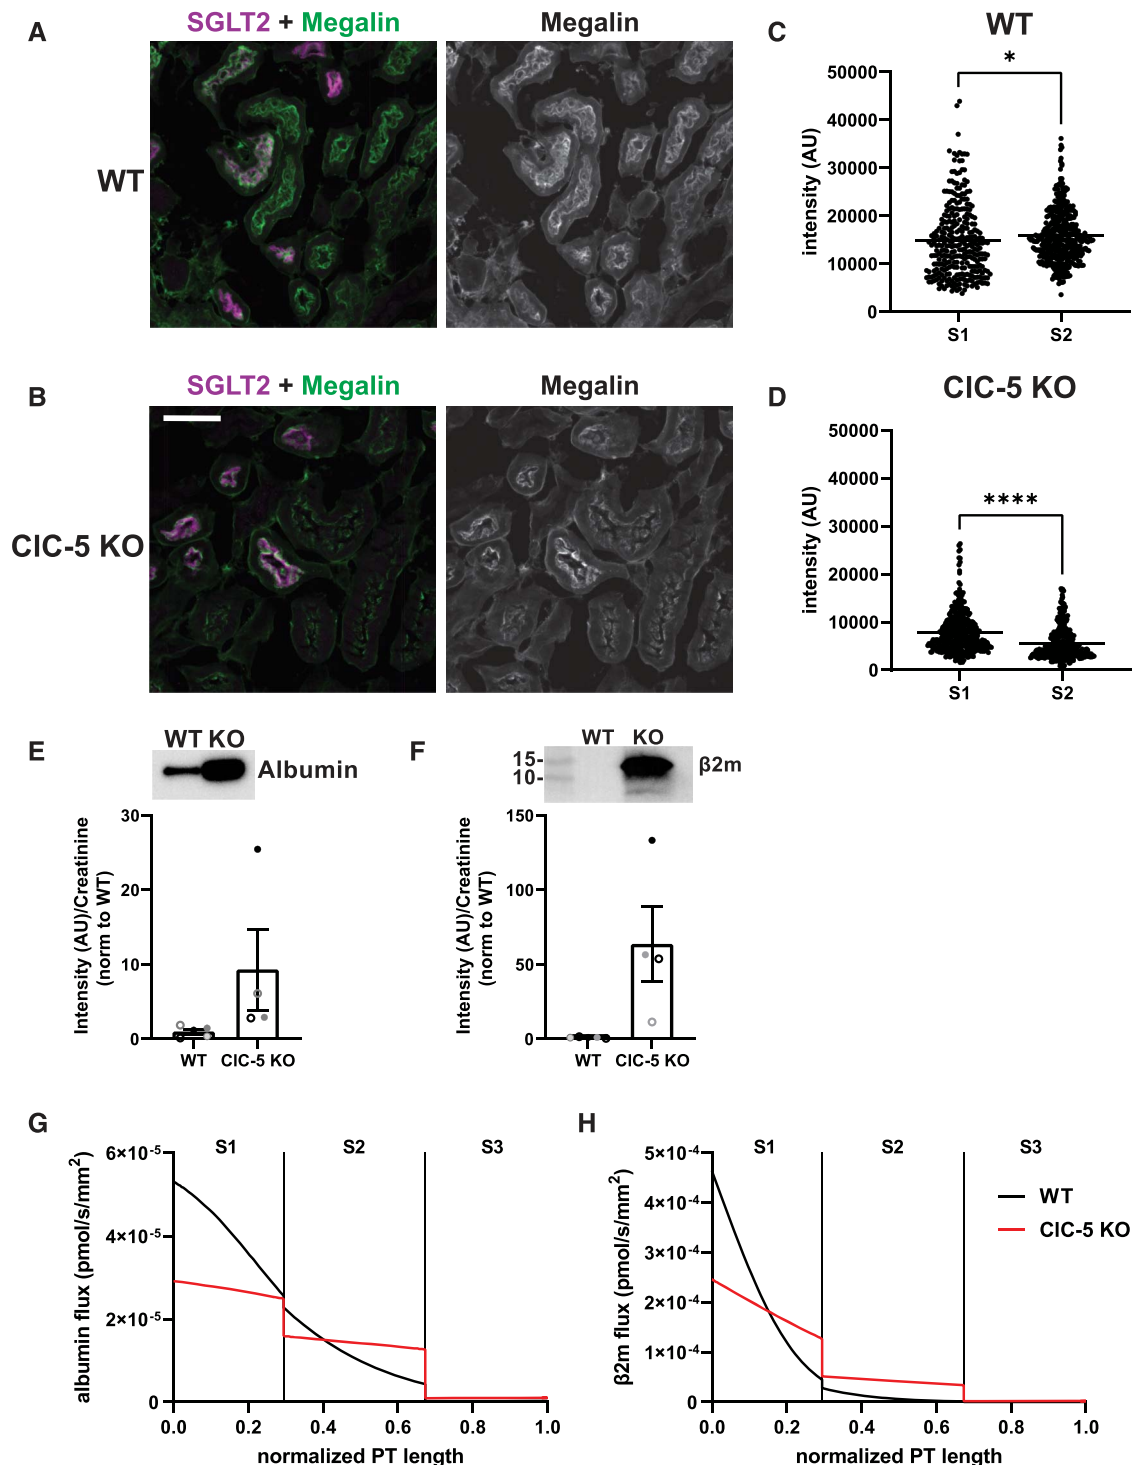 A
SGLT2 + Megalin
Megalin
WT
B
SGLT2 + Megalin
Megalin
ClC-5 KO
C
WT
*
intensity (AU)
50000
40000
30000
20000
10000
0
S1
S2
D
ClC-5 KO
****
intensity (AU)
50000
40000
30000
20000
10000
0
S1
S2
E
WT KO
Albumin
Intensity (AU)/Creatinine
(norm to WT)
30
20
10
0
WT
ClC-5 KO
F
WT KO
15-
10-
β2m
Intensity (AU)/Creatinine
(norm to WT)
150
100
50
0
WT
ClC-5 KO
G
S1 S2 S3
albumin flux (pmol/s/mm²)
6×10⁻⁵
4×10⁻⁵
2×10⁻⁵
0
0.0 0.2 0.4 0.6 0.8 1.0
normalized PT length
H
S1 S2 S3
β2m flux (pmol/s/mm²)
5×10⁻⁴
4×10⁻⁴
3×10⁻⁴
2×10⁻⁴
1×10⁻⁴
0
0.0 0.2 0.4 0.6 0.8 1.0
normalized PT length
WT
ClC-5 KO